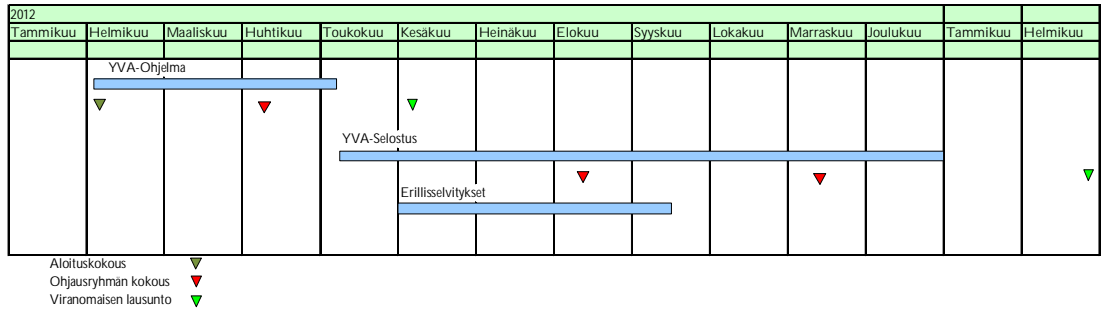 2012
Tammikuu Helmikuu Maaliskuu Huhtikuu Toukokuu Kesäkuu Heinäkuu Elokuu Syyskuu Lokakuu Marraskuu Joulukuu Tammikuu Helmikuu
YVA-Ohjelma
YVA-Selostus
Erillisselvitykset
Aloituskokous
Ohjausryhmän kokous
Viranomaisen lausunto